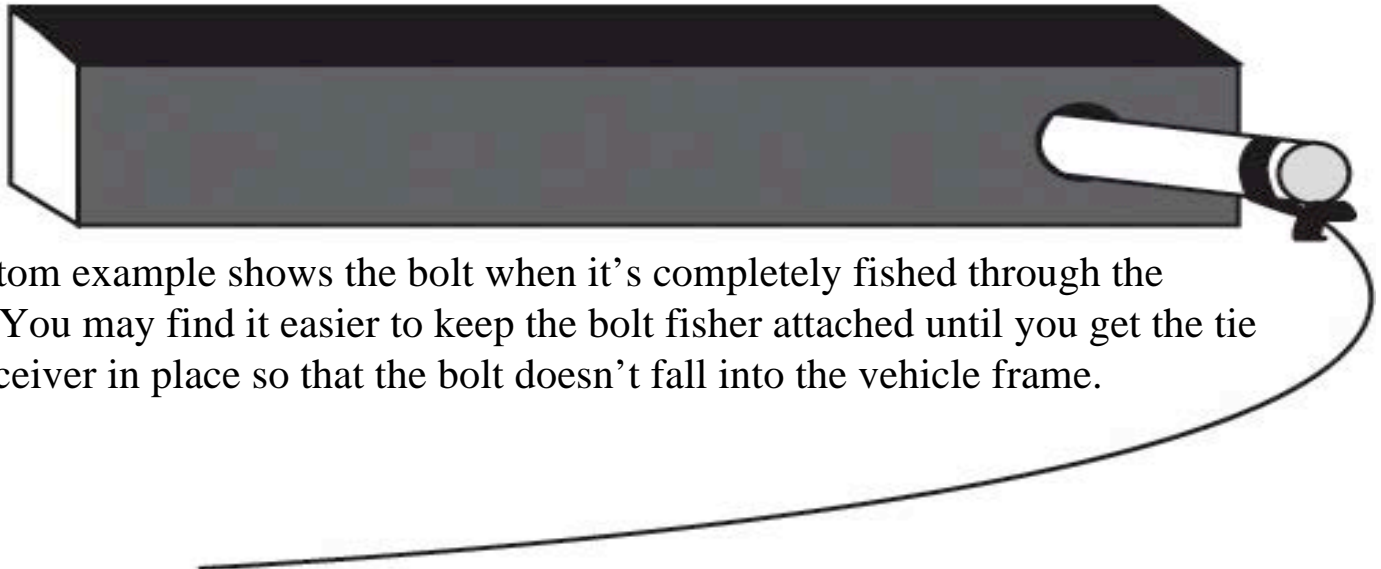 tom example shows the bolt when it’s completely fished through the
You may find it easier to keep the bolt fisher attached until you get the tie
ceiver in place so that the bolt doesn’t fall into the vehicle frame.